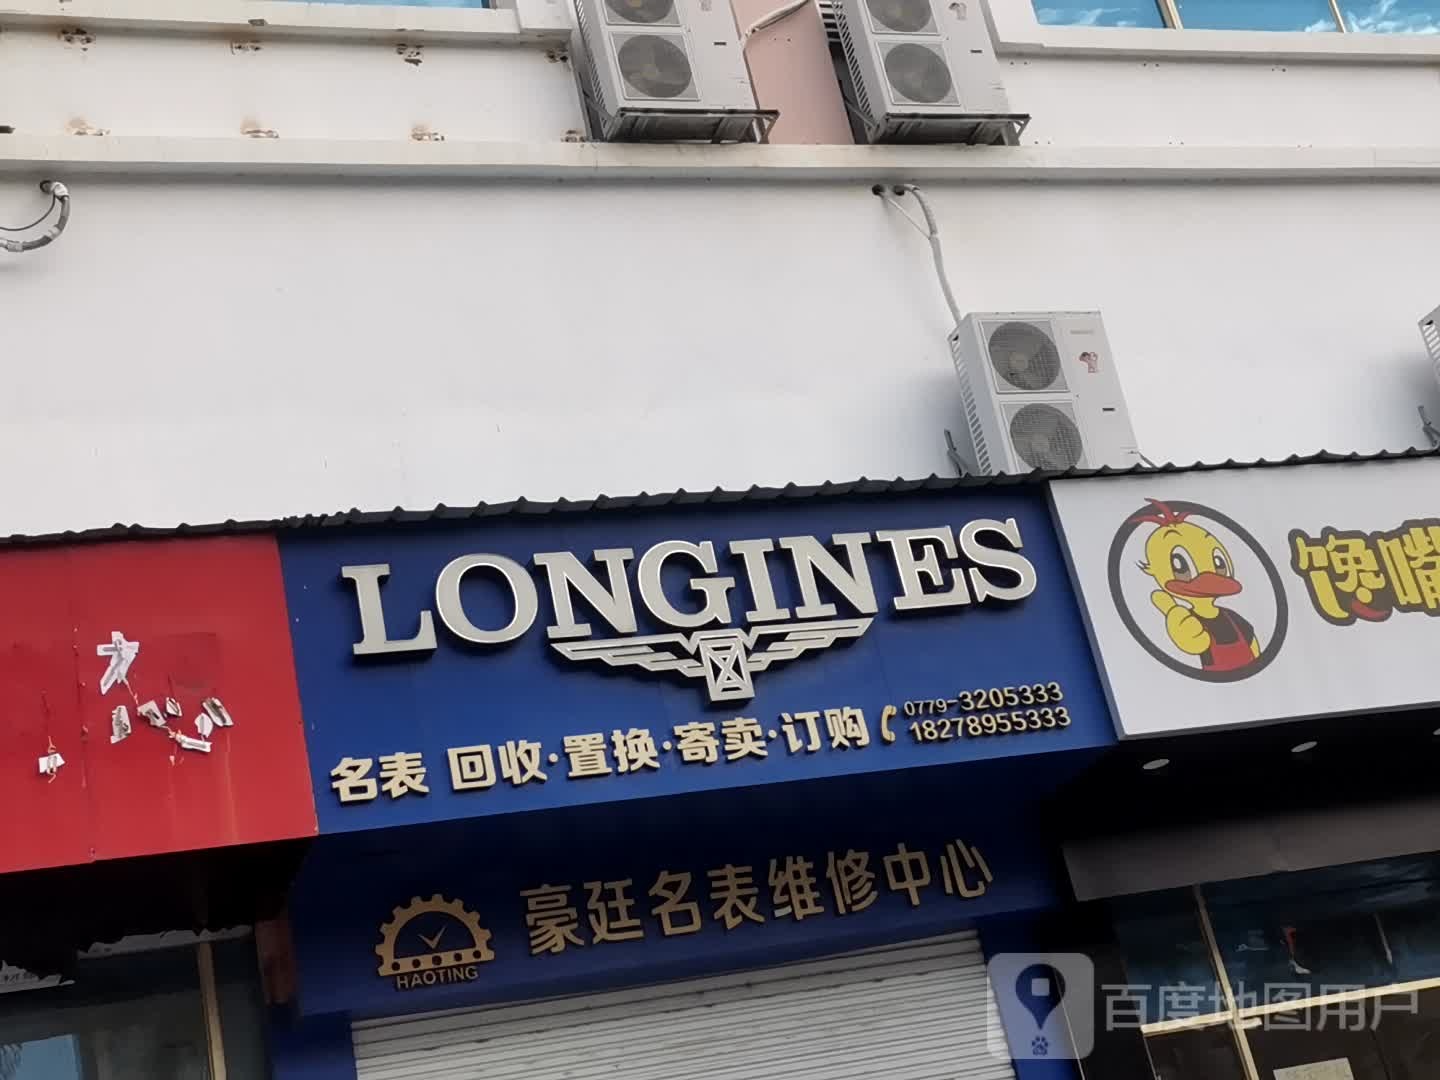 LONGINES
名表 回收·置换·寄卖·订购
0779-3205333
18278955333
馋嘴
豪廷名表维修中心
HAOTING
百度地图用户